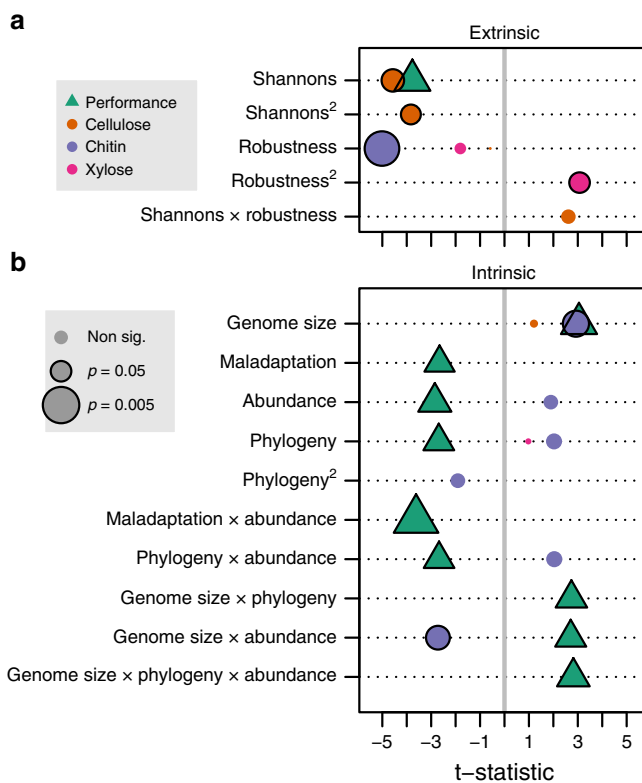 a
Extrinsic
Performance
Cellulose
Chitin
Xylose
Shannons
Shannons²
Robustness
Robustness²
Shannons × robustness
b
Intrinsic
Non sig.
p = 0.05
p = 0.005
Genome size
Maladaptation
Abundance
Phylogeny
Phylogeny²
Maladaptation × abundance
Phylogeny × abundance
Genome size × phylogeny
Genome size × abundance
Genome size × phylogeny × abundance
−5 −3 −1 1 3 5
t−statistic